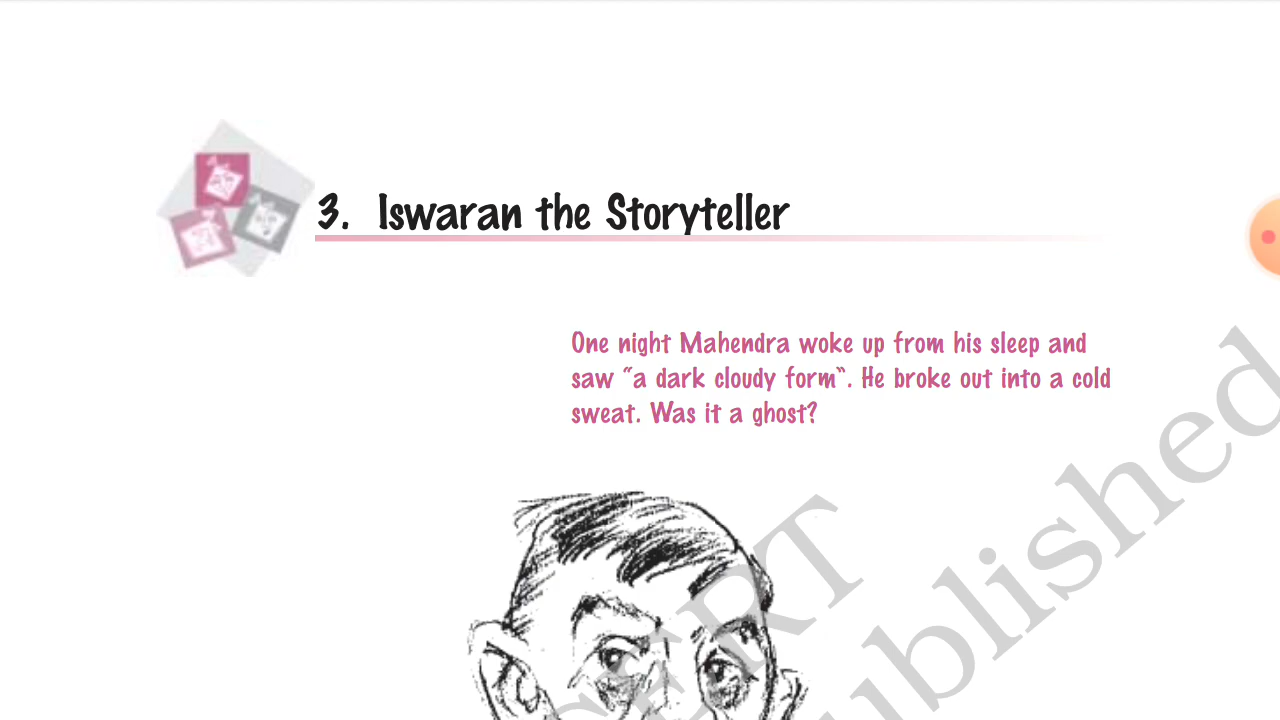 3. Iswaran the Storyteller
One night Mahendra woke up from his sleep and
saw “a dark cloudy form“. He broke out into a cold
sweat. Was it a ghost?